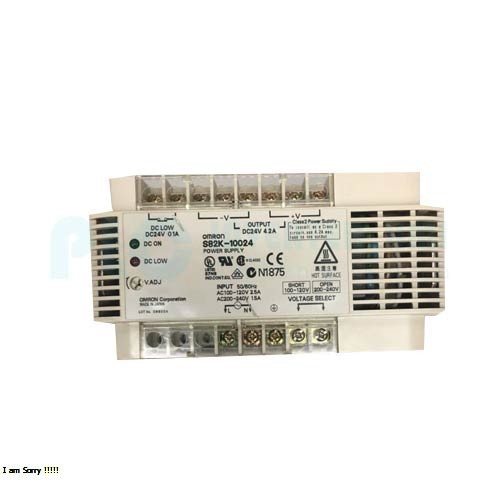 DC LOW
DC24V 0.1A
-V
OUTPUT
DC24V 4.2A
+V
Class2 Power Supply
DC ON
omron
S82K-10024
POWER SUPPLY
DC LOW
N1875
HOT SURFACE
V.ADJ
INPUT 50/60Hz
AC100-120V 2.5A
AC200-240V 1.5A
SHORT
100-120V
OPEN
200-240V
VOLTAGE SELECT
OMRON Corporation
MADE IN JAPAN
L
N
I am Sorry !!!!!